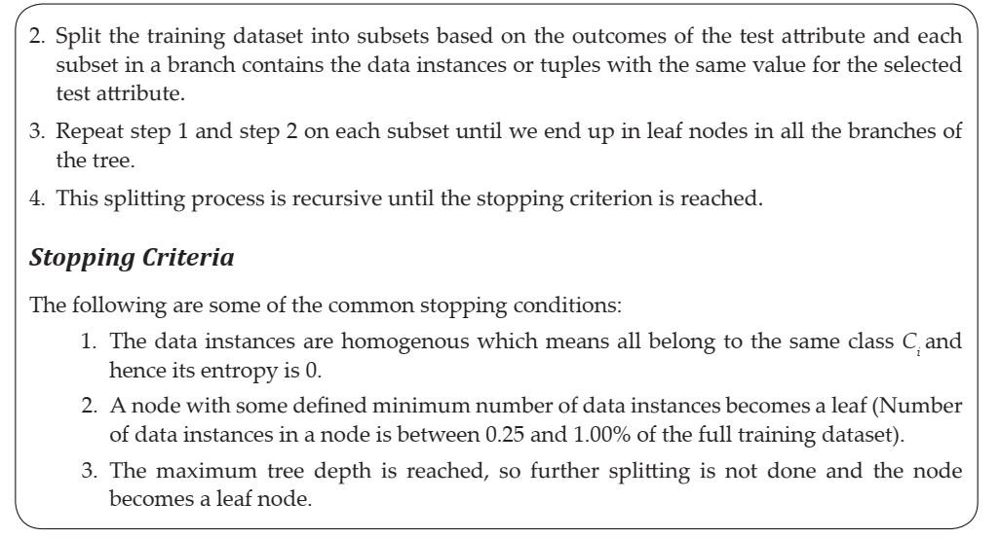 2. Split the training dataset into subsets based on the outcomes of the test attribute and each
subset in a branch contains the data instances or tuples with the same value for the selected
test attribute.
3. Repeat step 1 and step 2 on each subset until we end up in leaf nodes in all the branches of
the tree.
4. This splitting process is recursive until the stopping criterion is reached.
Stopping Criteria
The following are some of the common stopping conditions:
1. The data instances are homogenous which means all belong to the same class Ci and
hence its entropy is 0.
2. A node with some defined minimum number of data instances becomes a leaf (Number
of data instances in a node is between 0.25 and 1.00% of the full training dataset).
3. The maximum tree depth is reached, so further splitting is not done and the node
becomes a leaf node.